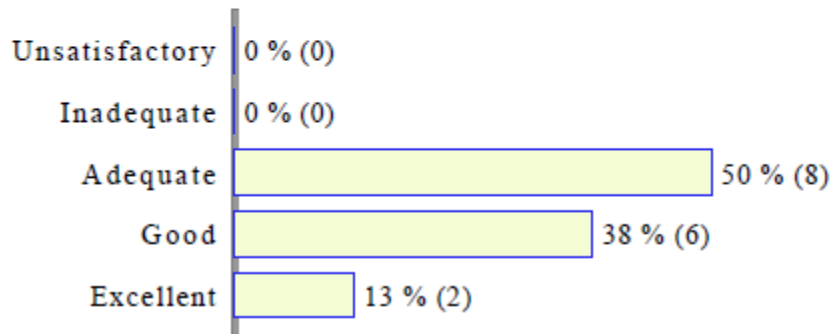 Unsatisfactory 0 % (0)
Inadequate 0 % (0)
Adequate 50 % (8)
Good 38 % (6)
Excellent 13 % (2)